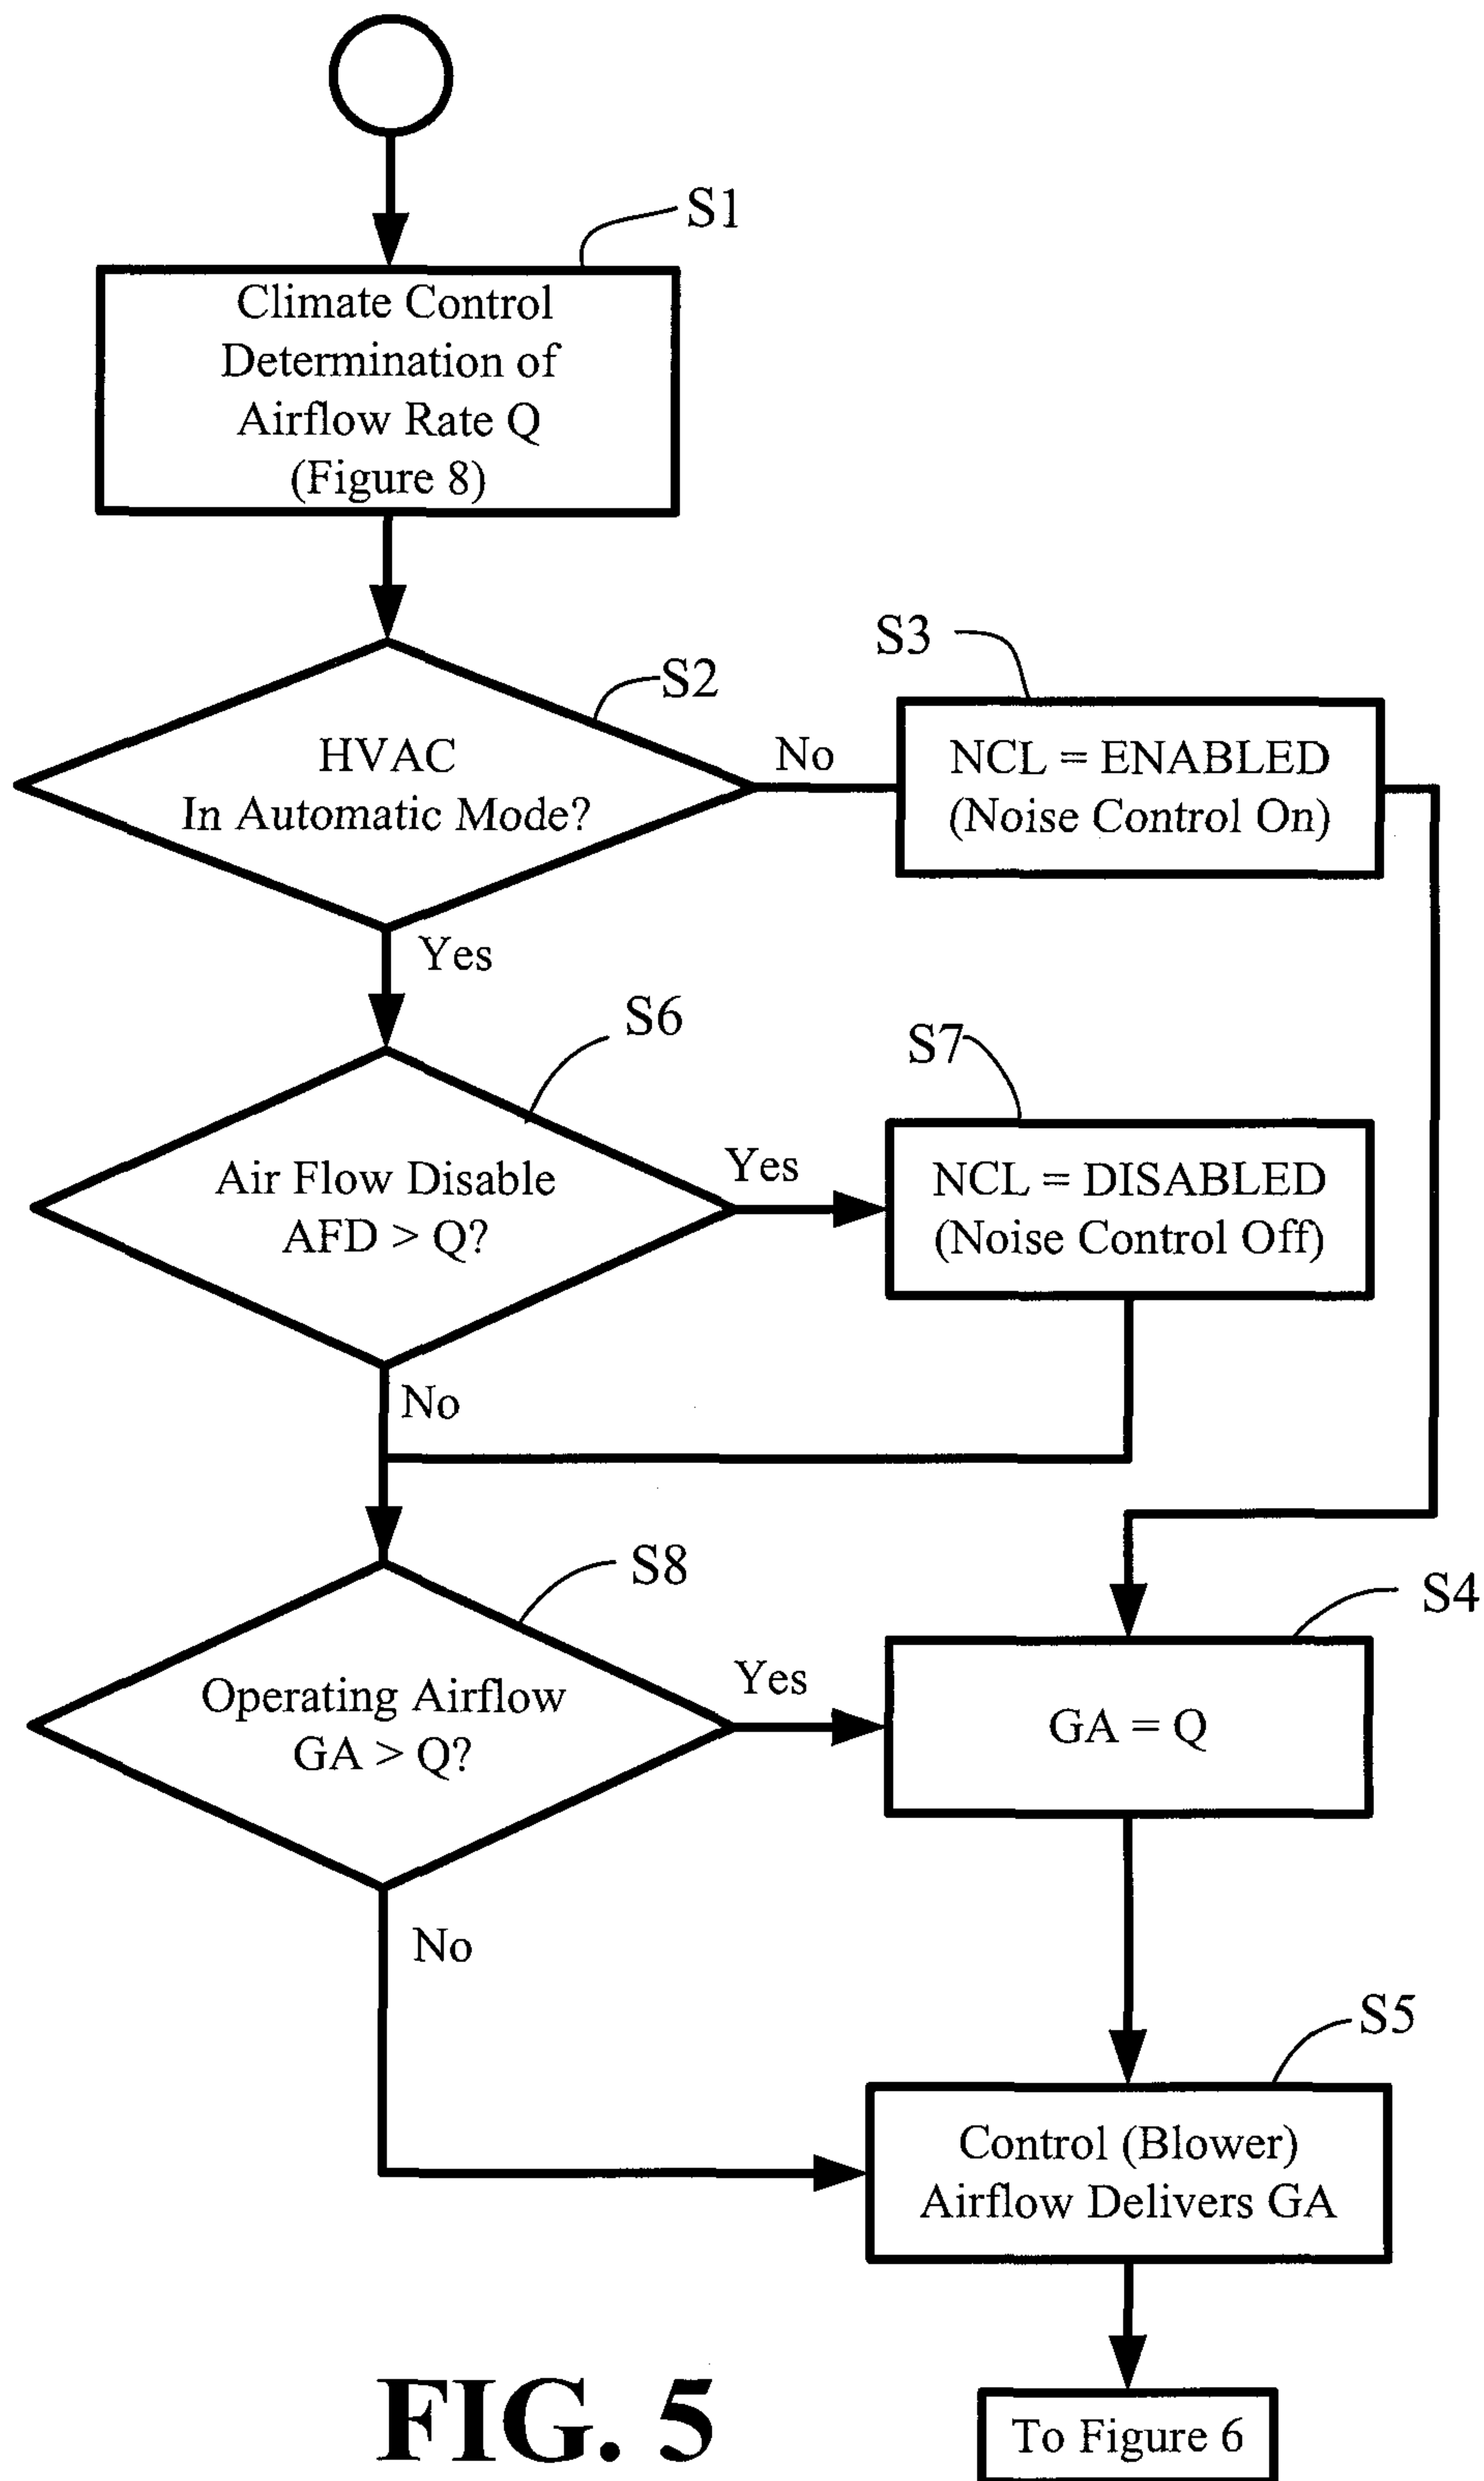 S1
Climate Control
Determination of
Airflow Rate Q
(Figure 8)
S2
HVAC
In Automatic Mode?
No
S3
NCL = ENABLED
(Noise Control On)
Yes
S6
Air Flow Disable
AFD > Q?
Yes
S7
NCL = DISABLED
(Noise Control Off)
No
S8
Operating Airflow
GA > Q?
Yes
S4
GA = Q
No
S5
Control (Blower)
Airflow Delivers GA
To Figure 6
FIG. 5